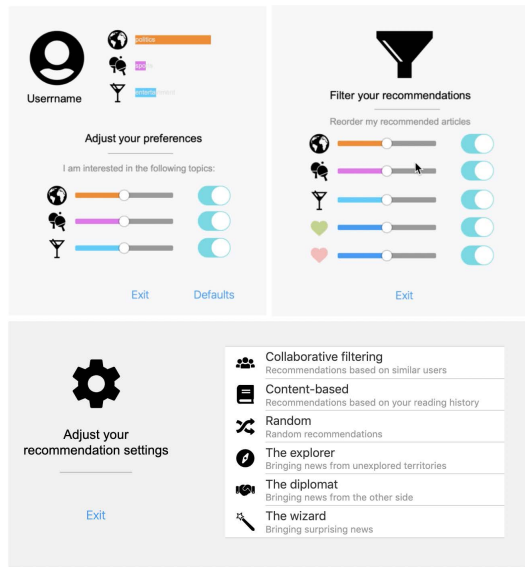 politics
Userrname
Adjust your preferences
I am interested in the following topics:
Exit
Defaults
Filter your recommendations
Reorder my recommended articles
Exit
Adjust your
recommendation settings
Exit
Collaborative filtering
Recommendations based on similar users
Content-based
Recommendations based on your reading history
Random
Random recommendations
The explorer
Bringing news from unexplored territories
The diplomat
Bringing news from the other side
The wizard
Bringing surprising news